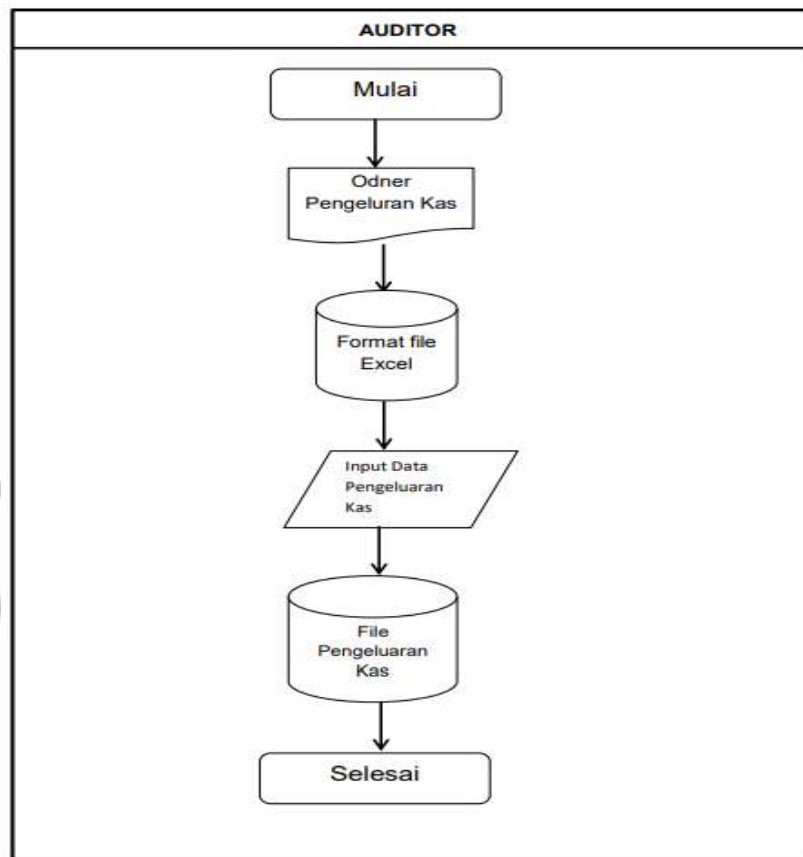 AUDITOR
Mulai
Odner
Pengeluran Kas
Format file
Excel
Input Data
Pengeluaran
Kas
File
Pengeluaran
Kas
Selesai